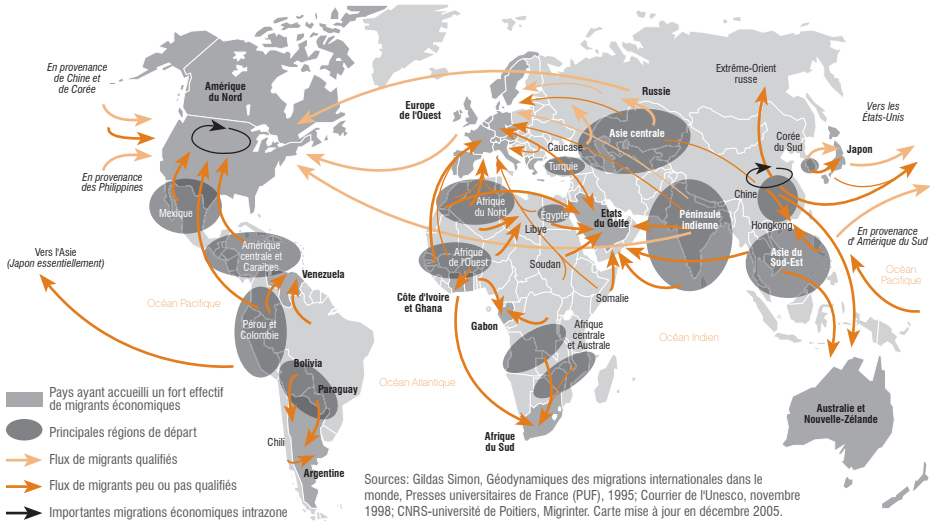 En provenance
de Chine et
de Corée
Amérique
du Nord
En provenance
des Philippines
Mexique
Amérique
centrale et
Caraïbes
Vers l'Asie
(Japon essentiellement)
Venezuela
Océan Pacifique
Pérou et
Colombie
Bolivia
Paraguay
Chili
Argentine
Océan Atlantique
Europe
de l'Ouest
Russie
Asie centrale
Caucase
Turquie
Afrique
du Nord
Égypte
Libye
Etats
du Golfe
Afrique
de l'Ouest
Soudan
Somalie
Côte d'Ivoire
et Ghana
Gabon
Afrique
centrale
et Australe
Afrique
du Sud
Péninsule
Indienne
Océan Indien
Extrême-Orient
russe
Vers les
États-Unis
Corée
du Sud
Japon
Chine
Hongkong
Asie du
Sud-Est
En provenance
d' Amérique du Sud
Océan
Pacifique
Australie et
Nouvelle-Zélande
Pays ayant accueilli un fort effectif
de migrants économiques
Principales régions de départ
Flux de migrants qualifiés
Flux de migrants peu ou pas qualifiés
Importantes migrations économiques intrazone
Sources: Gildas Simon, Géodynamiques des migrations internationales dans le
monde, Presses universitaires de France (PUF), 1995; Courrier de l'Unesco, novembre
1998; CNRS-université de Poitiers, Migrinter. Carte mise à jour en décembre 2005.